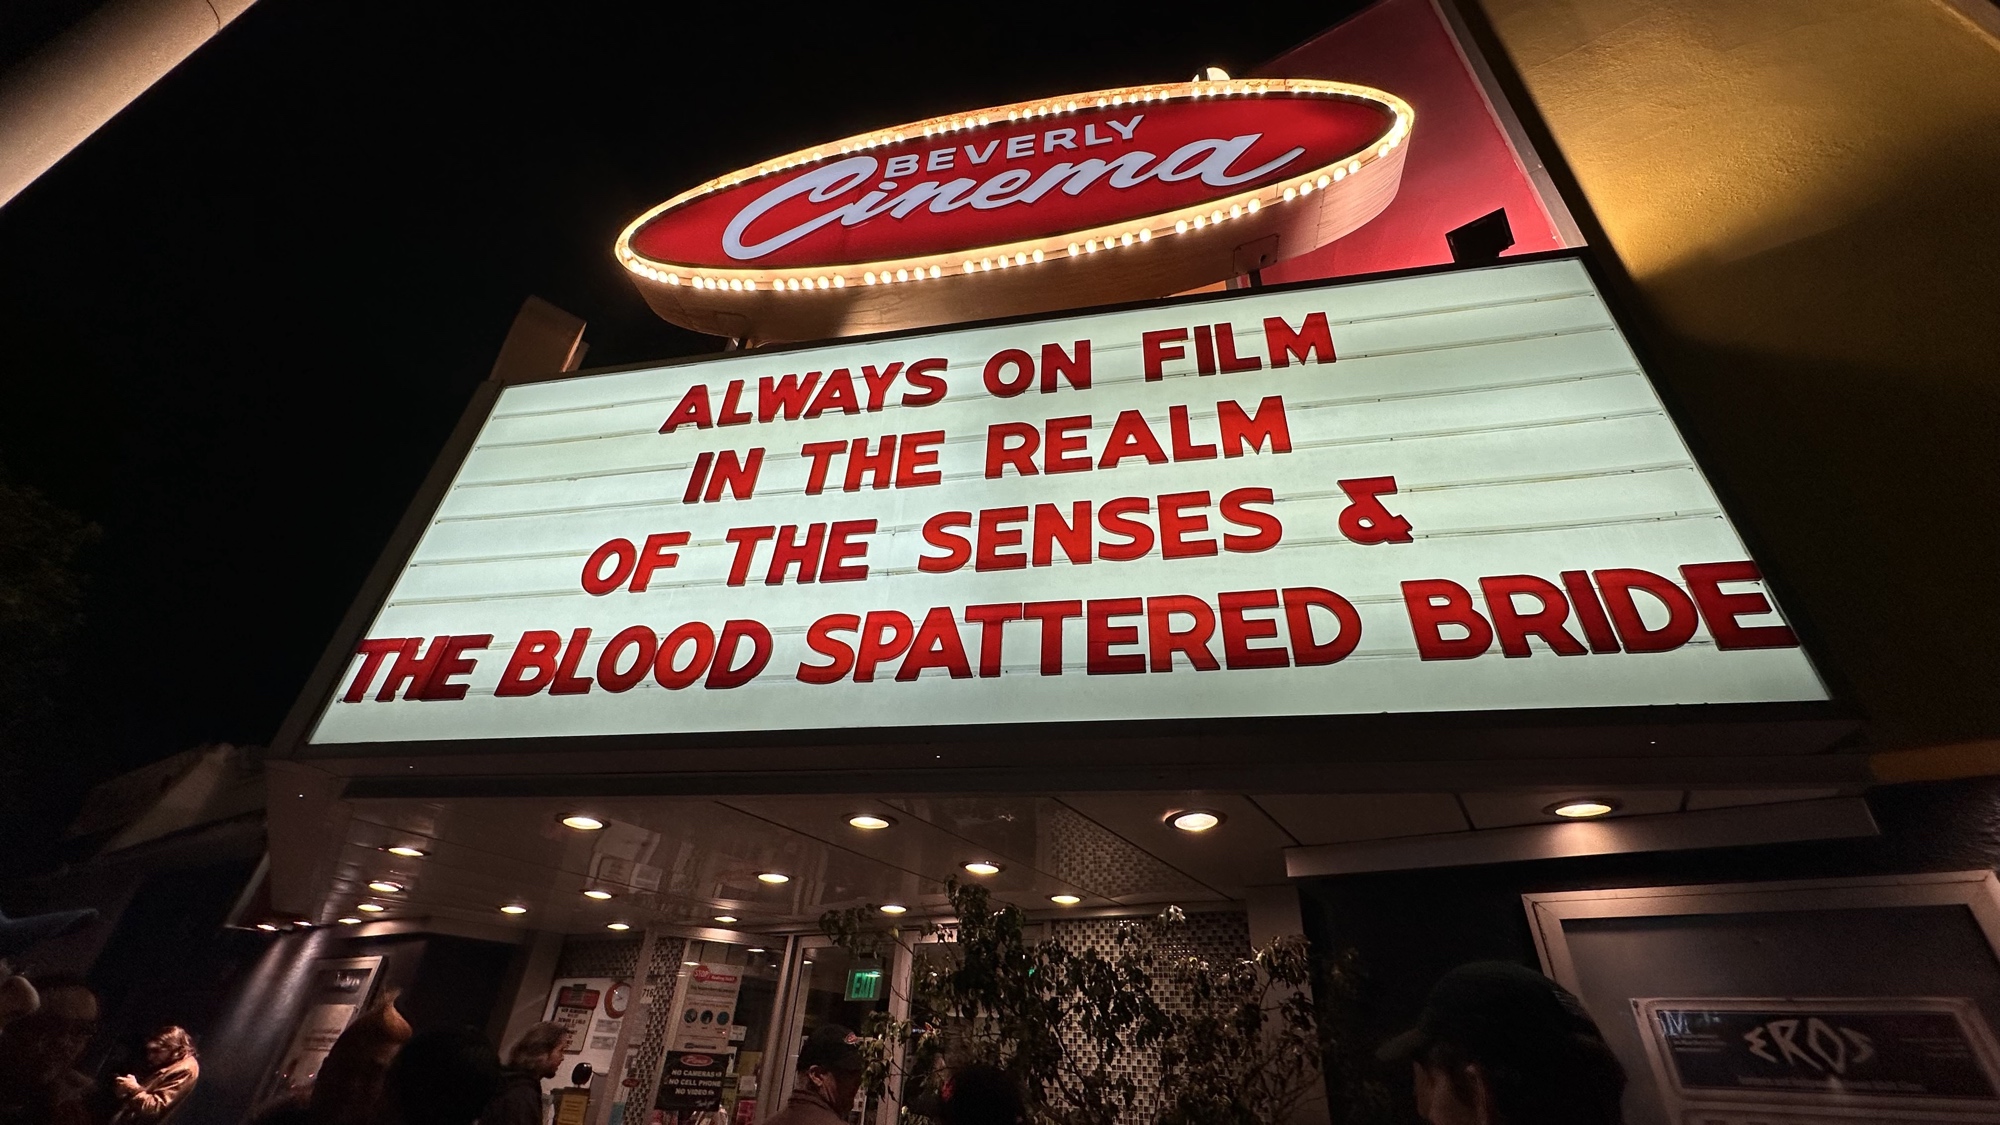 BEVERLY
Cinema
ALWAYS ON FILM
IN THE REALM
OF THE SENSES &
THE BLOOD SPATTERED BRIDE
EXIT
STOP
NO CAMERAS
NO CELL PHONE
NO VIDEO
EROS